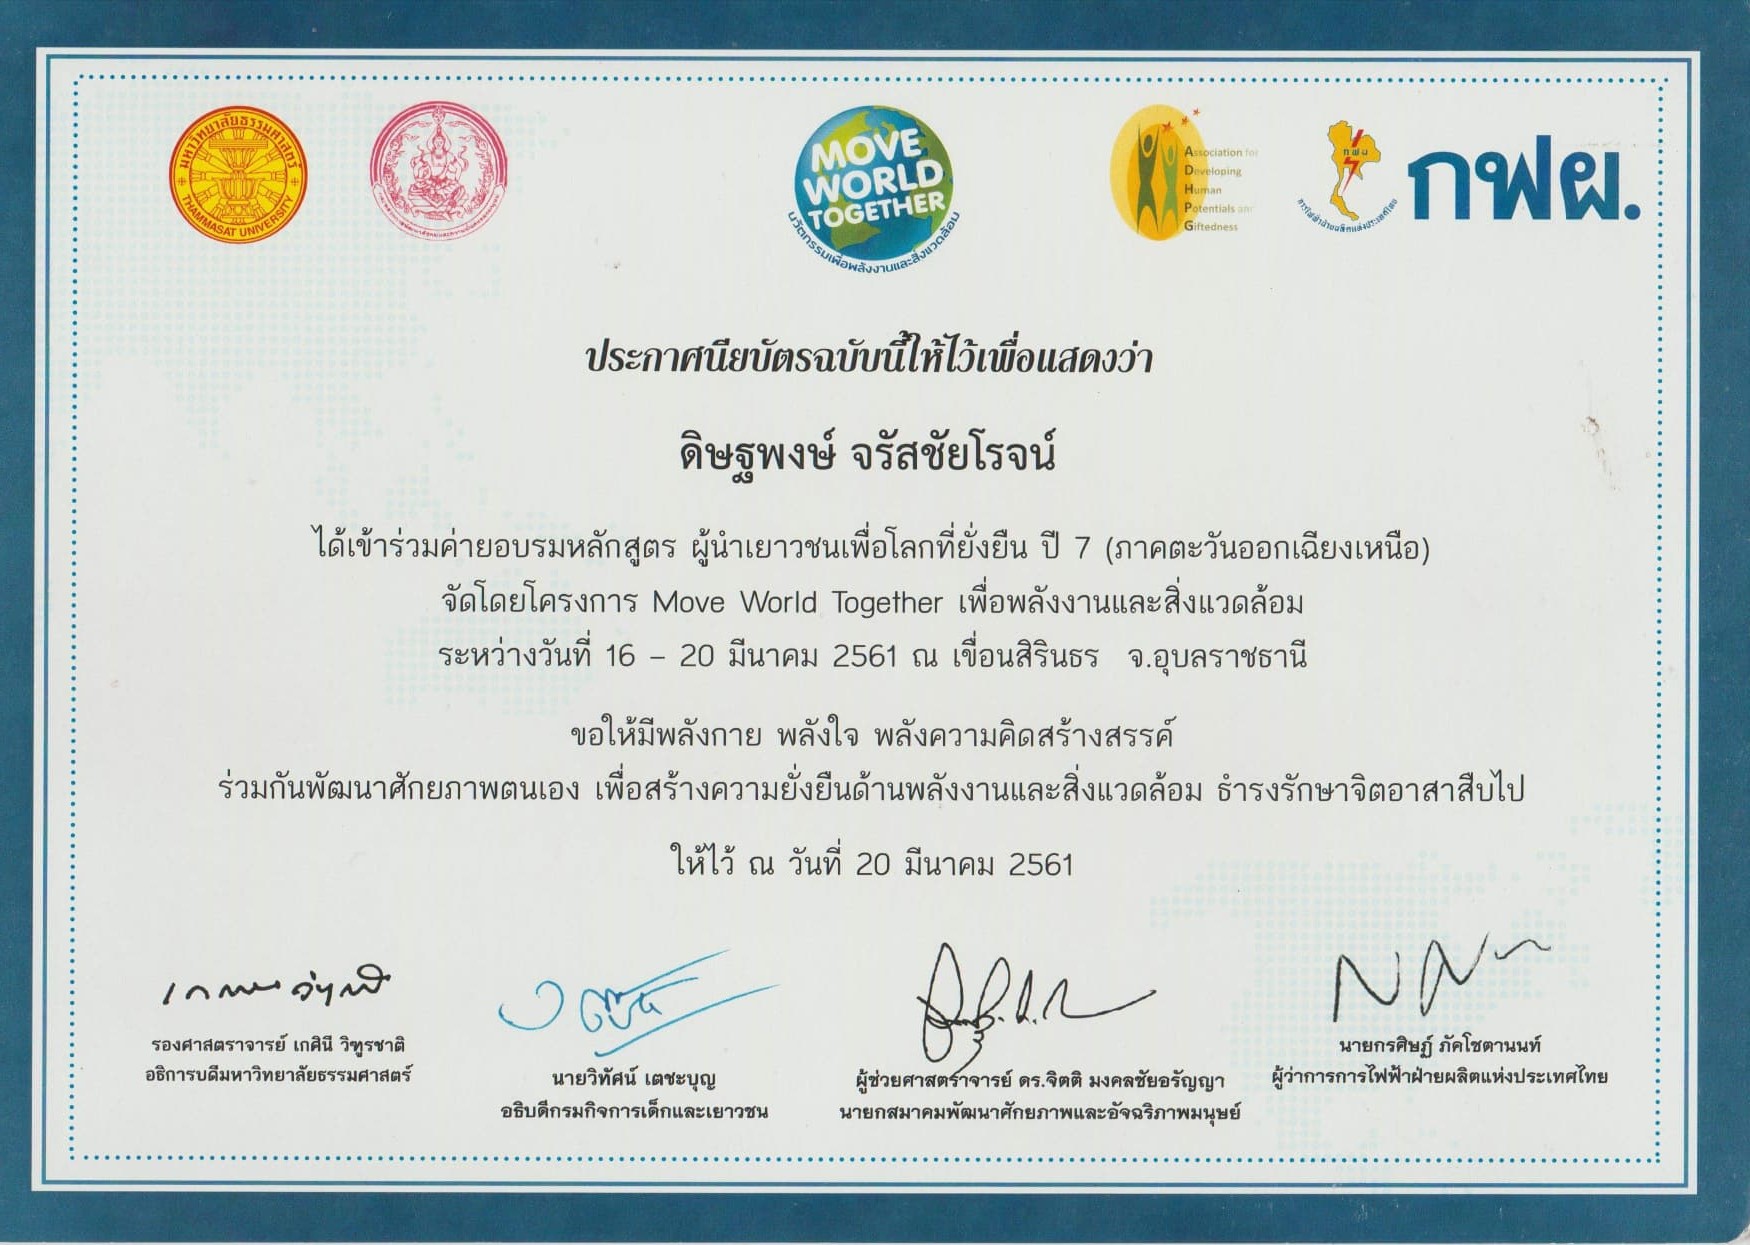 มหาวิทยาลัยธรรมศาสตร์
THAMMASAT UNIVERSITY
MOVE
WORLD
TOGETHER
นวัตกรรมเพื่อพลังงานและสิ่งแวดล้อม
Association for
Developing
Human
Potentials and
Giftedness
กฟผ
การไฟฟ้าฝ่ายผลิตแห่งประเทศไทย
กฟผ.
ประกาศนียบัตรฉบับนี้ให้ไว้เพื่อแสดงว่า
ดิษฐพงษ์ จรัสชัยโรจน์
ได้เข้าร่วมค่ายอบรมหลักสูตร ผู้นำเยาวชนเพื่อโลกที่ยั่งยืน ปี 7 (ภาคตะวันออกเฉียงเหนือ)
จัดโดยโครงการ Move World Together เพื่อพลังงานและสิ่งแวดล้อม
ระหว่างวันที่ 16 – 20 มีนาคม 2561 ณ เขื่อนสิรินธร จ.อุบลราชธานี
ขอให้มีพลังกาย พลังใจ พลังความคิดสร้างสรรค์
ร่วมกันพัฒนาศักยภาพตนเอง เพื่อสร้างความยั่งยืนด้านพลังงานและสิ่งแวดล้อม ธำรงรักษาจิตอาสาสืบไป
ให้ไว้ ณ วันที่ 20 มีนาคม 2561
รองศาสตราจารย์ เกศินี วิฑูรชาติ
อธิการบดีมหาวิทยาลัยธรรมศาสตร์
นายวิทัศน์ เตชะบุญ
อธิบดีกรมกิจการเด็กและเยาวชน
ผู้ช่วยศาสตราจารย์ ดร.จิตติ มงคลชัยอรัญญา
นายกสมาคมพัฒนาศักยภาพและอัจฉริภาพมนุษย์
นายกรศิษฏ์ ภัคโชตานนท์
ผู้ว่าการการไฟฟ้าฝ่ายผลิตแห่งประเทศไทย